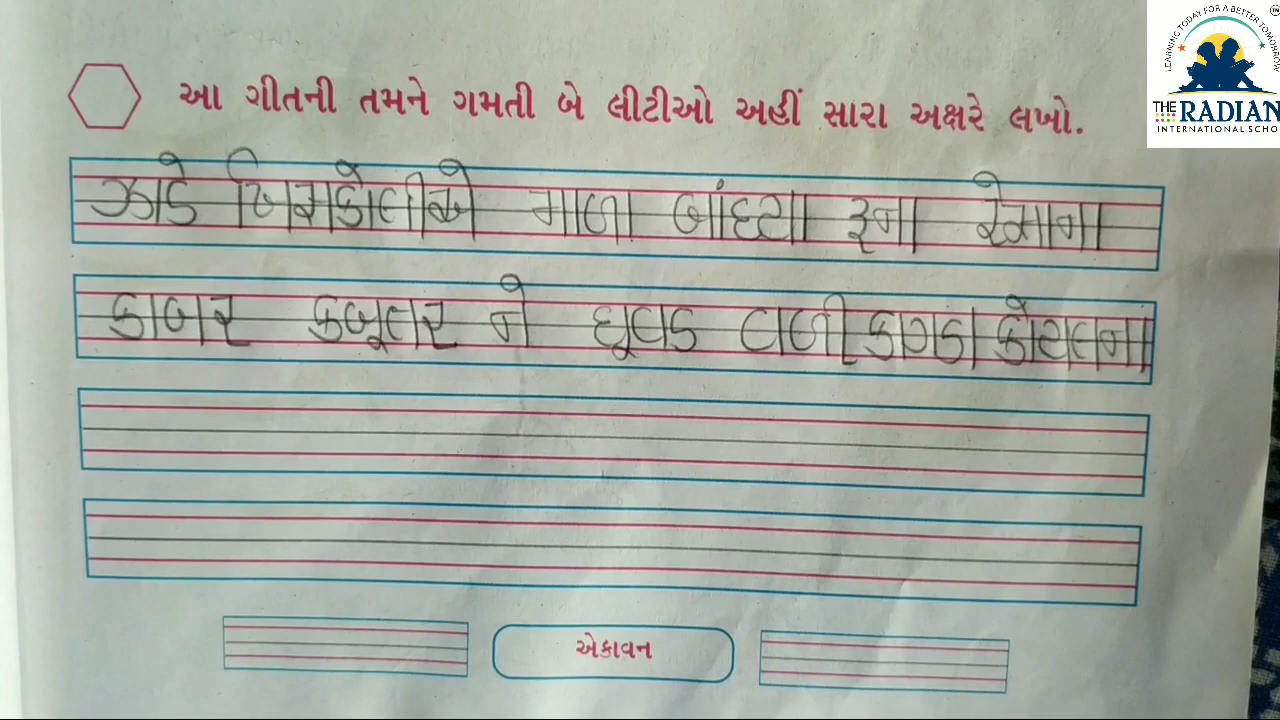 LEARNING TODAY FOR A BETTER TOMORROW
THE RADIAN
INTERNATIONAL SCHO
આ ગીતની તમને ગમતી બે લીટીઓ અહીં સારા અક્ષરે લખો.
ઝાડે ખિસકોલીએ માળા બાંધ્યા રૂના રેસાના
કાબર કબૂતર ને ઘૂવડ વળી કાગડા કોયલના
એકાવન